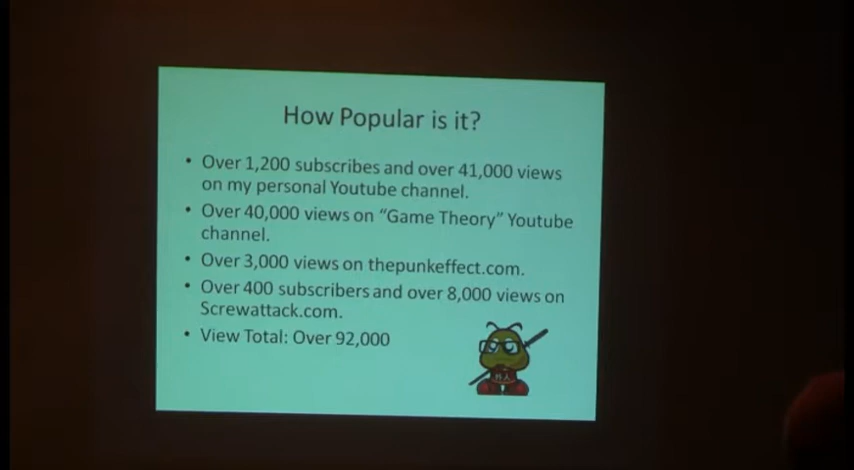 How Popular is it?
• Over 1,200 subscribes and over 41,000 views
on my personal Youtube channel.
• Over 40,000 views on “Game Theory” Youtube
channel.
• Over 3,000 views on thepunkeffect.com.
• Over 400 subscribers and over 8,000 views on
Screwattack.com.
• View Total: Over 92,000